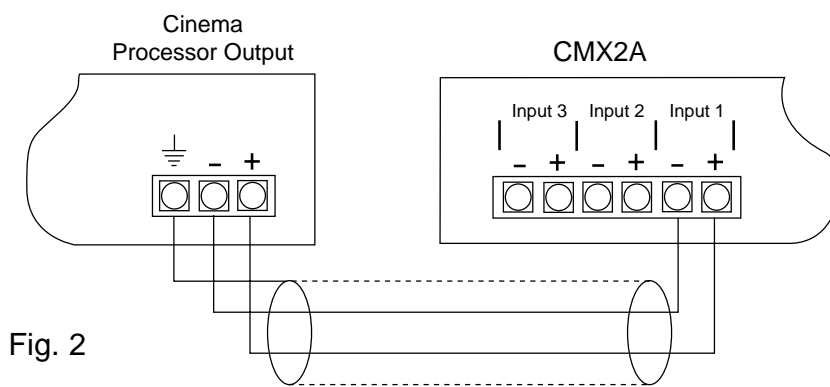 Cinema
Processor Output
CMX2A
Input 3 Input 2 Input 1
- +
- + - + - +
Fig. 2